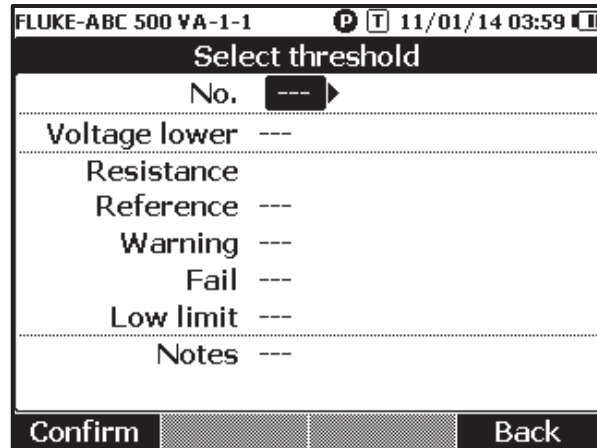 FLUKE-ABC 500 VA-1-1 P T 11/01/14 03:59
Select threshold
No. ---
Voltage lower ---
Resistance
Reference ---
Warning ---
Fail ---
Low limit ---
Notes ---
Confirm Back